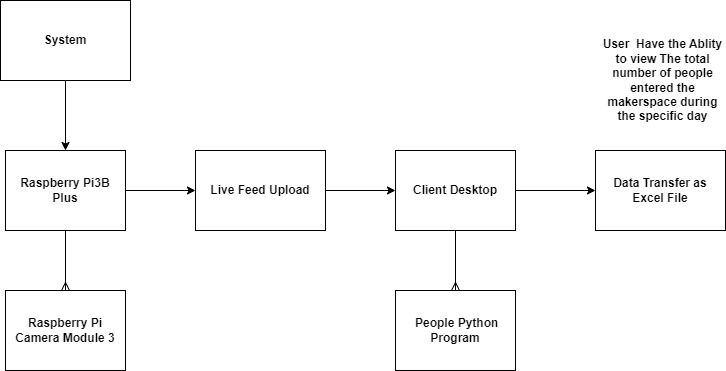 System
User Have the Ablity
to view The total
number of people
entered the
makerspace during
the specific day
Raspberry Pi3B
Plus
Live Feed Upload
Client Desktop
Data Transfer as
Excel File
Raspberry Pi
Camera Module 3
People Python
Program